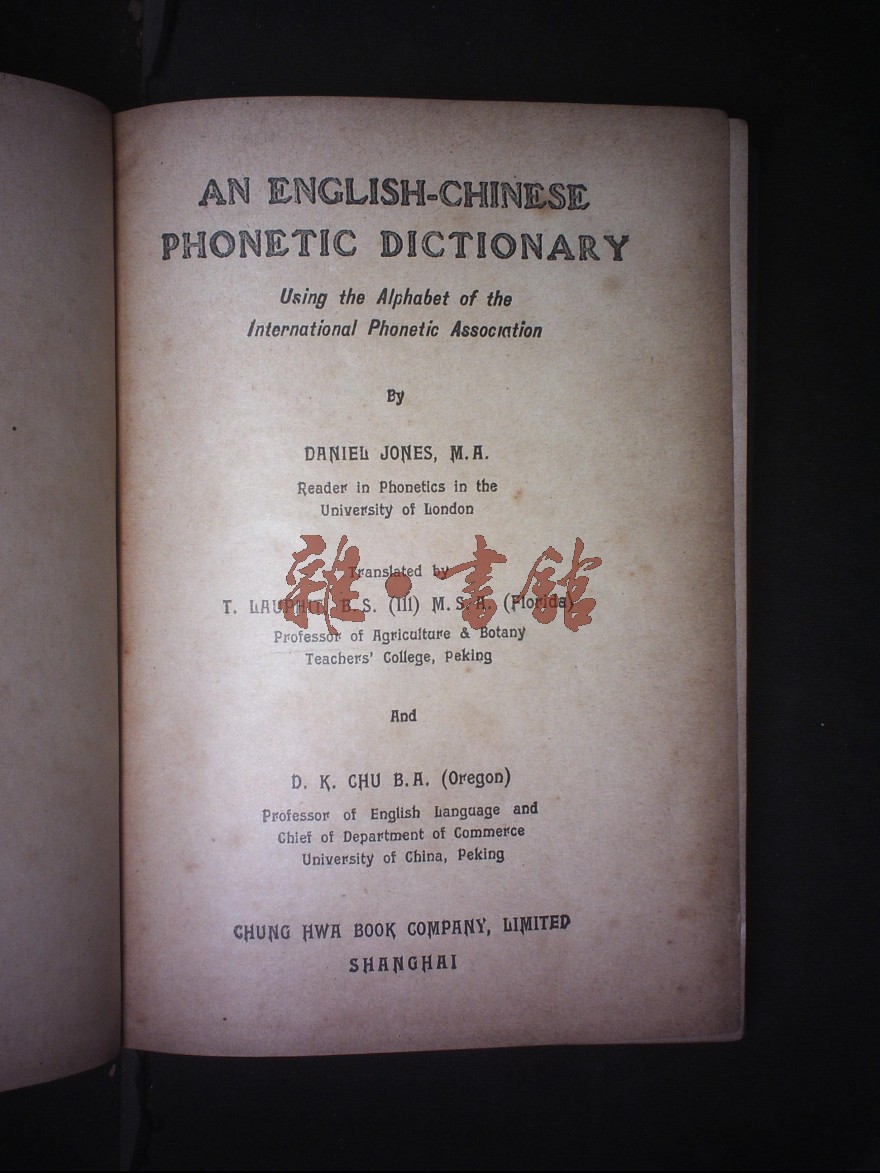 AN ENGLISH-CHINESE
PHONETIC DICTIONARY
Using the Alphabet of the
International Phonetic Association
By
DANIEL JONES, M.A.
Reader in Phonetics in the
University of London
Translated by
T. LAUPHIT, B.S. (Ill) M.S.A. (Florida)
Professor of Agriculture & Botany
Teachers' College, Peking
And
D. K. CHU B.A. (Oregon)
Professor of English Language and
Chief of Department of Commerce
University of China, Peking
CHUNG HWA BOOK COMPANY, LIMITED
SHANGHAI
雜·書舘